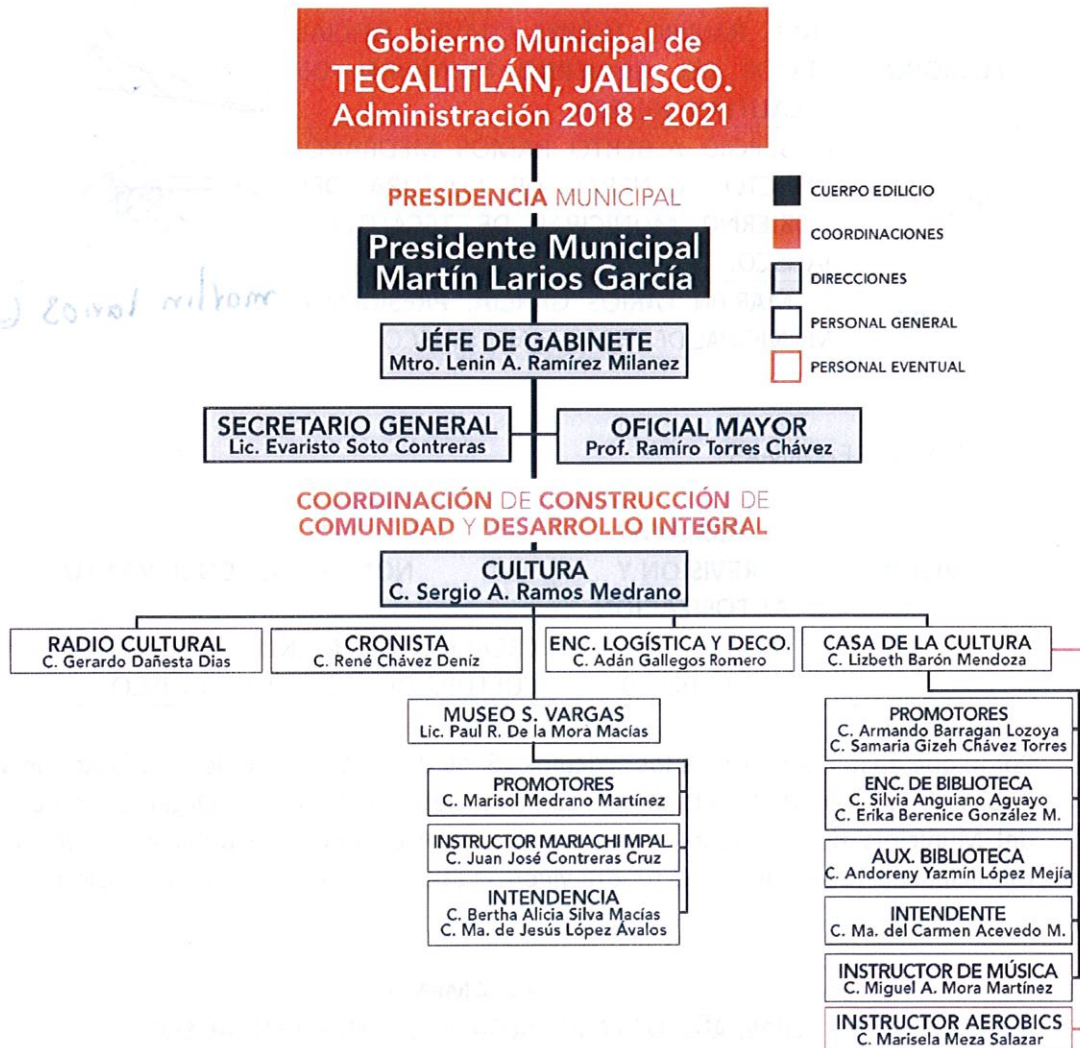 Gobierno Municipal de
TECALITLÁN, JALISCO.
Administración 2018 - 2021
PRESIDENCIA MUNICIPAL
Presidente Municipal
Martín Larios García
CUERPO EDILICIO
COORDINACIONES
DIRECCIONES
PERSONAL GENERAL
PERSONAL EVENTUAL
JÉFE DE GABINETE
Mtro. Lenin A. Ramírez Milanez
SECRETARIO GENERAL
Lic. Evaristo Soto Contreras
OFICIAL MAYOR
Prof. Ramíro Torres Chávez
COORDINACIÓN DE CONSTRUCCIÓN DE
COMUNIDAD Y DESARROLLO INTEGRAL
CULTURA
C. Sergio A. Ramos Medrano
RADIO CULTURAL
C. Gerardo Dañesta Dias
CRONISTA
C. René Chávez Deníz
ENC. LOGÍSTICA Y DECO.
C. Adán Gallegos Romero
CASA DE LA CULTURA
C. Lizbeth Barón Mendoza
MUSEO S. VARGAS
Lic. Paul R. De la Mora Macías
PROMOTORES
C. Marisol Medrano Martínez
INSTRUCTOR MARIACHI MPAL.
C. Juan José Contreras Cruz
INTENDENCIA
C. Bertha Alicia Silva Macías
C. Ma. de Jesús López Ávalos
PROMOTORES
C. Armando Barragan Lozoya
C. Samaria Gizeh Chávez Torres
ENC. DE BIBLIOTECA
C. Silvia Anguiano Aguayo
C. Erika Berenice González M.
AUX. BIBLIOTECA
C. Andoreny Yazmín López Mejía
INTENDENTE
C. Ma. del Carmen Acevedo M.
INSTRUCTOR DE MÚSICA
C. Miguel A. Mora Martínez
INSTRUCTOR AEROBICS
C. Marisela Meza Salazar